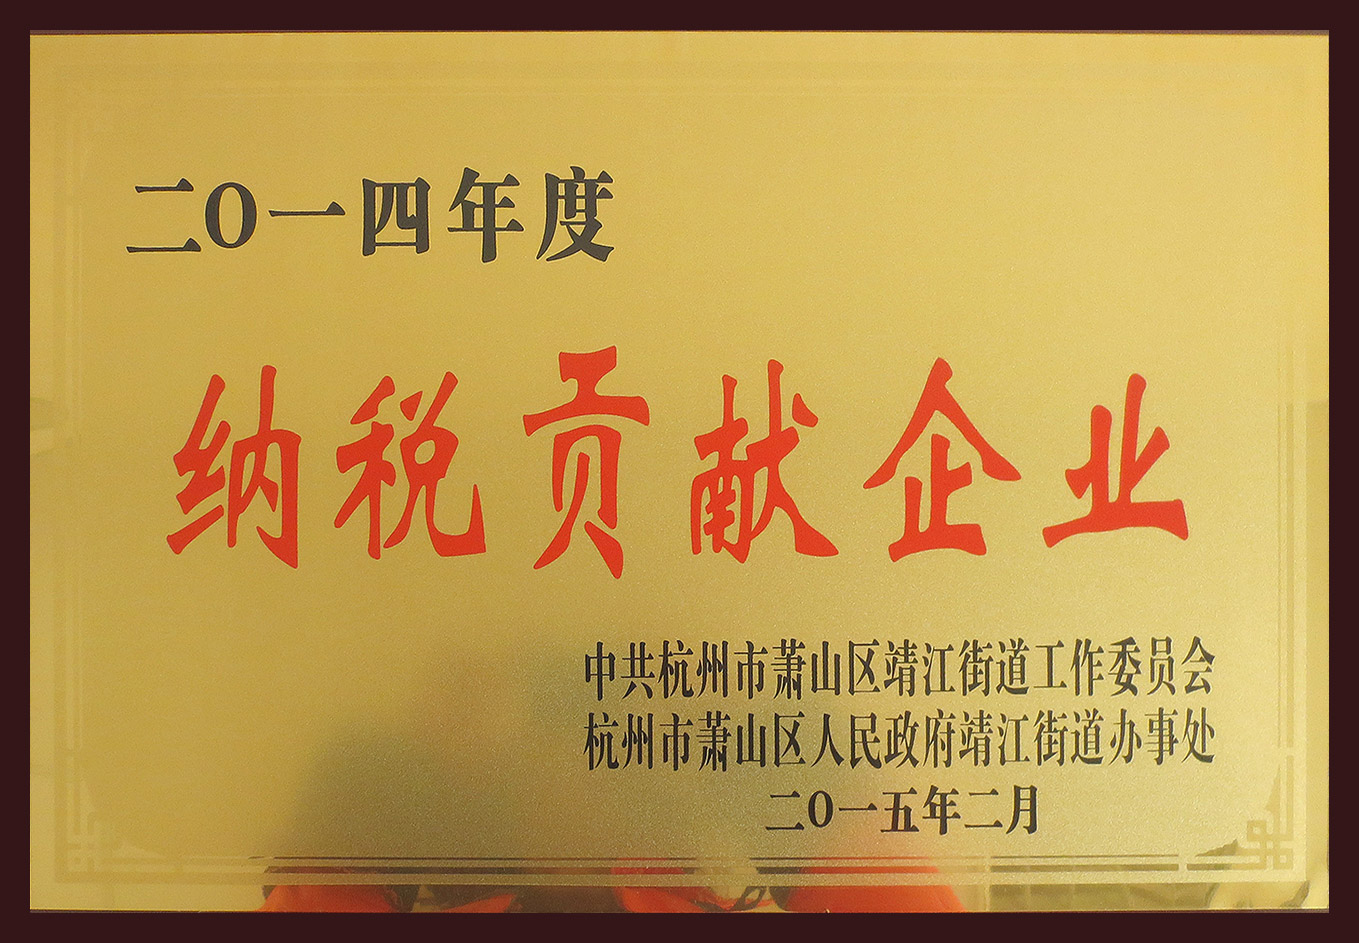 二〇一四年度
纳税贡献企业
中共杭州市萧山区靖江街道工作委员会
杭州市萧山区人民政府靖江街道办事处
二〇一五年二月